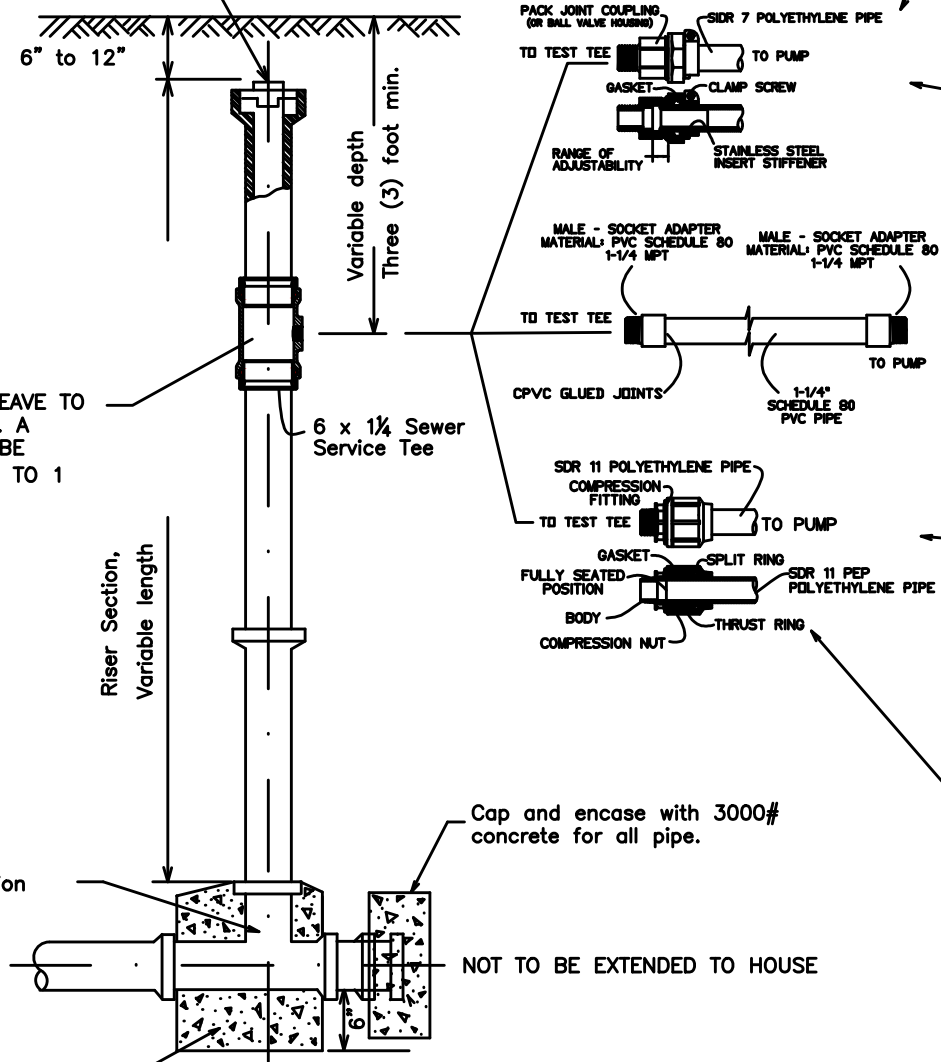 6” to 12”
Variable depth
Three (3) foot min.
EAVE TO
A
BE
TO 1
6 x 1¼ Sewer
Service Tee
Riser Section,
Variable length
Cap and encase with 3000#
concrete for all pipe.
on
NOT TO BE EXTENDED TO HOUSE
6"
PACK JOINT COUPLING
(OR BALL VALVE HOUSING)
SIDR 7 POLYETHYLENE PIPE
TO TEST TEE
TO PUMP
GASKET
CLAMP SCREW
RANGE OF
ADJUSTABILITY
STAINLESS STEEL
INSERT STIFFENER
MALE - SOCKET ADAPTER
MATERIAL: PVC SCHEDULE 80
1-1/4 MPT
MALE - SOCKET ADAPTER
MATERIAL: PVC SCHEDULE 80
1-1/4 MPT
TO TEST TEE
TO PUMP
CPVC GLUED JOINTS
1-1/4"
SCHEDULE 80
PVC PIPE
SDR 11 POLYETHYLENE PIPE
COMPRESSION
FITTING
TO TEST TEE
TO PUMP
GASKET
SPLIT RING
FULLY SEATED
POSITION
SDR 11 PEP
POLYETHYLENE PIPE
BODY
THRUST RING
COMPRESSION NUT